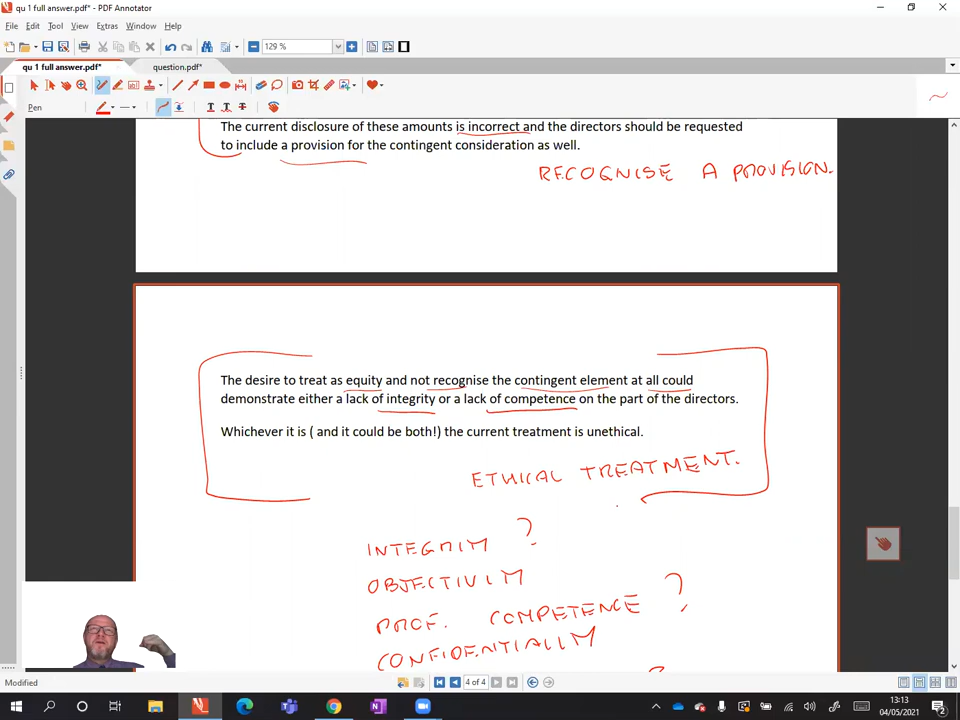 qu 1 full answer.pdf* - PDF Annotator
File Edit Tool View Extras Window Help
129 %
qu 1 full answer.pdf* question.pdf*
Pen
The current disclosure of these amounts is incorrect and the directors should be requested
to include a provision for the contingent consideration as well.
RECOGNISE A PROVISION.
The desire to treat as equity and not recognise the contingent element at all could
demonstrate either a lack of integrity or a lack of competence on the part of the directors.
Whichever it is ( and it could be both!) the current treatment is unethical.
ETHICAL TREATMENT.
INTEGRITY ?
OBJECTIVITY
PROF. COMPETENCE ?
CONFIDENTIALITY
?
Modified
4 of 4
13:13
04/05/2021
2